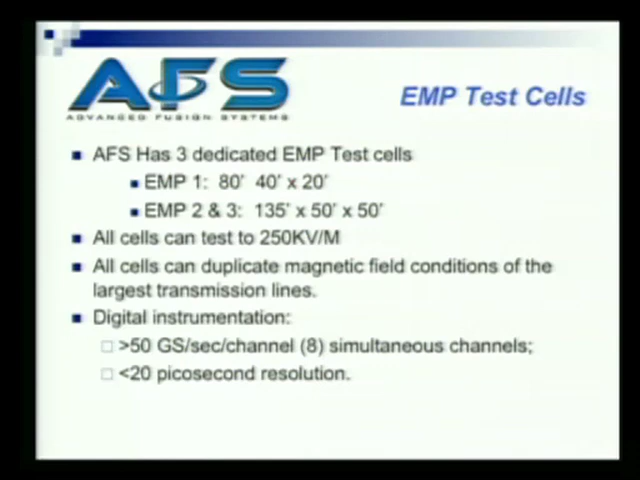 AFS
ADVANCED FUSION SYSTEMS
EMP Test Cells
AFS Has 3 dedicated EMP Test cells
EMP 1: 80' 40' x 20'
EMP 2 & 3: 135' x 50' x 50'
All cells can test to 250KV/M
All cells can duplicate magnetic field conditions of the
largest transmission lines.
Digital instrumentation:
>50 GS/sec/channel (8) simultaneous channels;
<20 picosecond resolution.